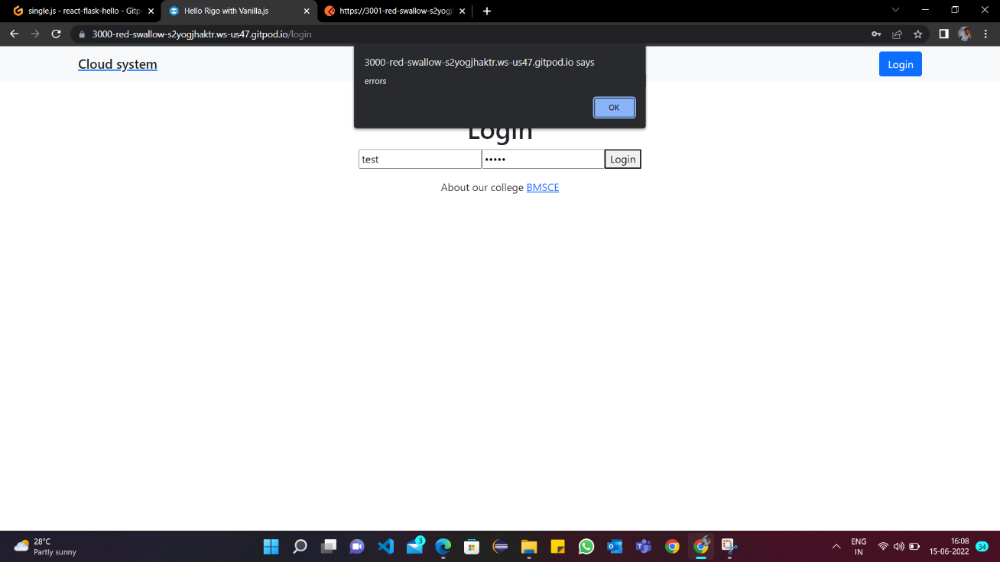 single.js - react-flask-hello - Gitp
Hello Rigo with Vanilla.js
https://3001-red-swallow-s2yogj
3000-red-swallow-s2yogjhaktr.ws-us47.gitpod.io/login
Cloud system
3000-red-swallow-s2yogjhaktr.ws-us47.gitpod.io says
errors
OK
Login
Login
test
•••••
Login
About our college BMSCE
28°C
Partly sunny
3
ENG
IN
16:08
15-06-2022
34